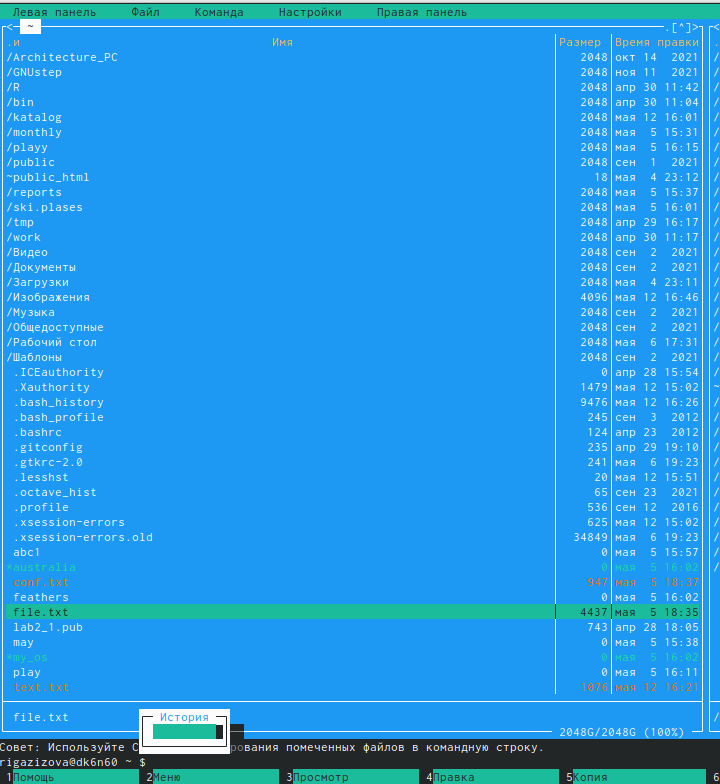 Левая панель Файл Команда Настройки Правая панель
<- ~ .[^]>
.и Имя Размер Время правки
/Architecture_PC 2048 окт 14 2021
/GNUstep 2048 ноя 11 2021
/R 2048 апр 30 11:42
/bin 2048 апр 30 11:04
/katalog 2048 мая 12 16:01
/monthly 2048 мая 5 15:31
/playy 2048 мая 5 16:15
/public 2048 сен 1 2021
~public_html 18 мая 4 23:12
/reports 2048 мая 5 15:37
/ski.plases 2048 мая 5 16:01
/tmp 2048 апр 29 16:17
/work 2048 апр 30 11:17
/Видео 2048 сен 2 2021
/Документы 2048 сен 2 2021
/Загрузки 2048 мая 4 23:11
/Изображения 4096 мая 12 16:46
/Музыка 2048 сен 2 2021
/Общедоступные 2048 сен 2 2021
/Рабочий стол 2048 мая 6 17:31
/Шаблоны 2048 сен 2 2021
.ICEauthority 0 апр 28 15:54
.Xauthority 1479 мая 12 15:02
.bash_history 9476 мая 12 16:26
.bash_profile 245 сен 3 2012
.bashrc 124 апр 23 2012
.gitconfig 235 апр 29 19:10
.gtkrc-2.0 241 мая 6 19:23
.lesshst 20 мая 12 15:51
.octave_hist 65 сен 23 2021
.profile 536 сен 12 2016
.xsession-errors 625 мая 12 15:02
.xsession-errors.old 34849 мая 6 19:23
abc1 0 мая 5 15:57
*australia 0 мая 5 16:02
conf.txt 947 мая 5 18:37
feathers 0 мая 5 16:02
file.txt 4437 мая 5 18:35
lab2_1.pub 743 апр 28 18:05
may 0 мая 5 15:38
*my_os 0 мая 5 16:02
play 0 мая 5 16:11
text.txt 1076 мая 12 16:21
file.txt
История
2048G/2048G (100%)
Совет: Используйте C рования помеченных файлов в командную строку.
rigazizova@dk6n60 ~ $
1Помощь 2Меню 3Просмотр 4Правка 5Копия 6